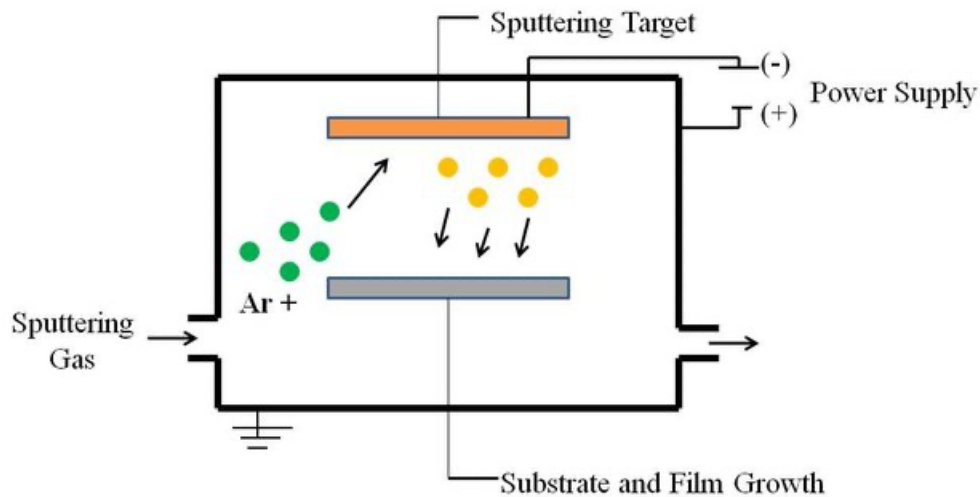 Sputtering Target
(-)
Power Supply
(+)
Ar +
Sputtering
Gas
Substrate and Film Growth